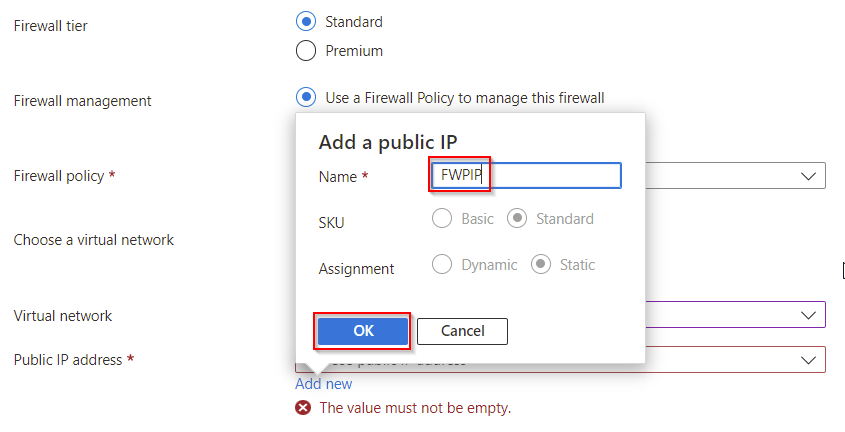 Firewall tier
Standard
Premium
Firewall management
Use a Firewall Policy to manage this firewall
Add a public IP
Name *
FWPIP
Firewall policy *
SKU
Basic
Standard
Choose a virtual network
Assignment
Dynamic
Static
Virtual network
OK
Cancel
Public IP address *
Add new
The value must not be empty.